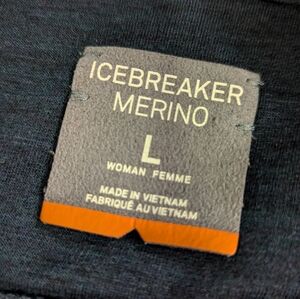 ICEBREAKER
MERINO
L
WOMAN FEMME
MADE IN VIETNAM
FABRIQUÉ AU VIETNAM